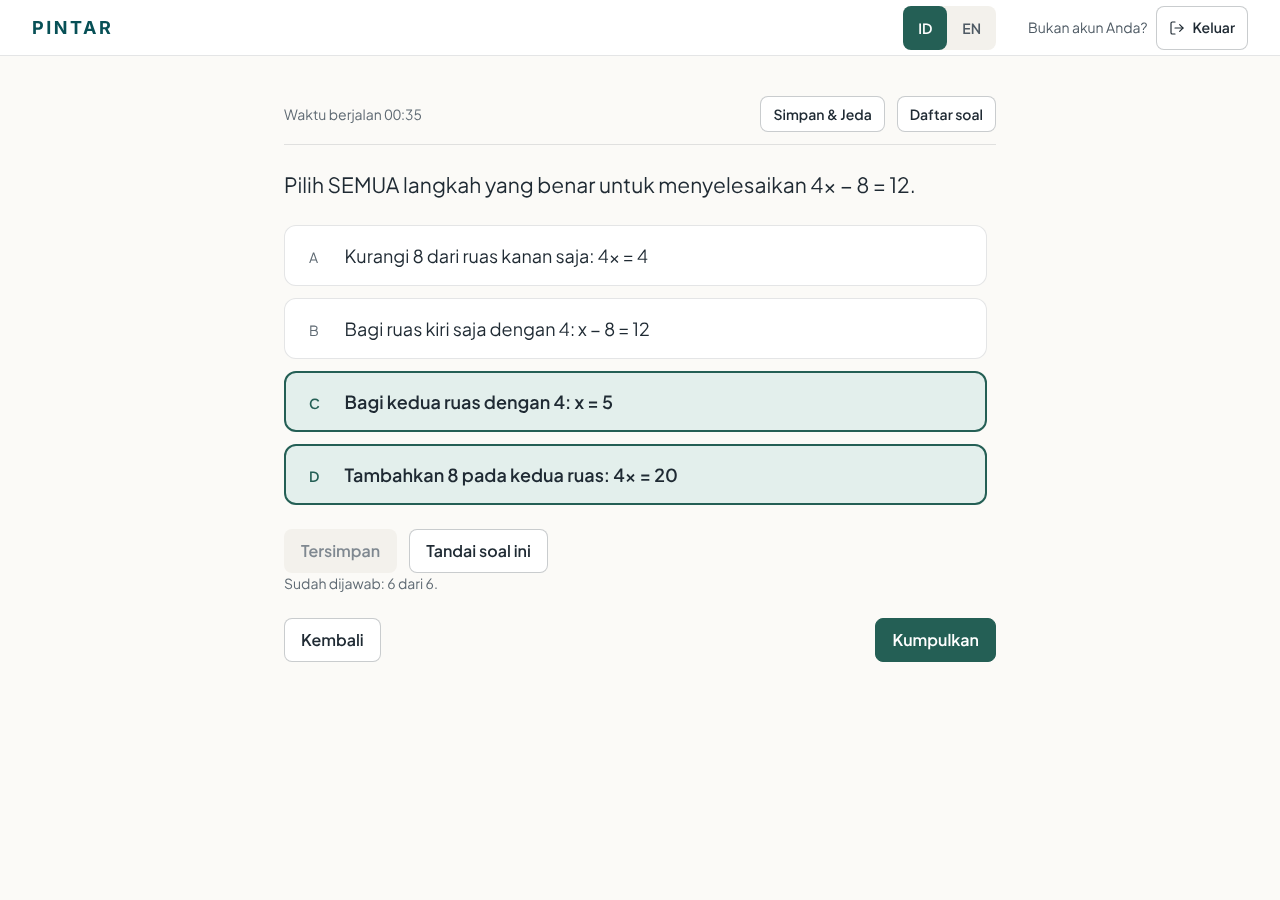 PINTAR
ID EN Bukan akun Anda? Keluar
Waktu berjalan 00:35 Simpan & Jeda Daftar soal
Pilih SEMUA langkah yang benar untuk menyelesaikan 4× − 8 = 12.
A Kurangi 8 dari ruas kanan saja: 4× = 4
B Bagi ruas kiri saja dengan 4: x − 8 = 12
C Bagi kedua ruas dengan 4: x = 5
D Tambahkan 8 pada kedua ruas: 4× = 20
Tersimpan Tandai soal ini
Sudah dijawab: 6 dari 6.
Kembali Kumpulkan